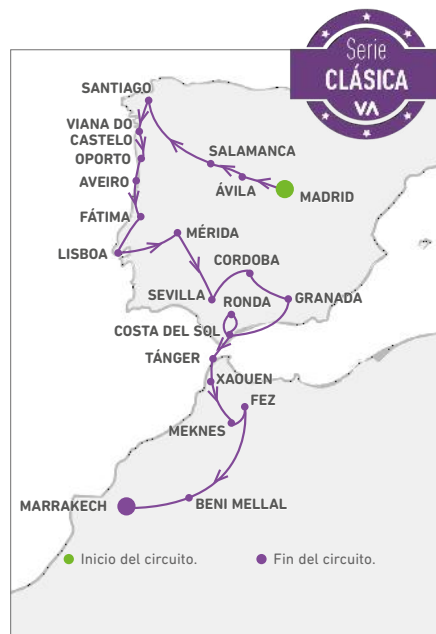 Serie
CLÁSICA
VA
SANTIAGO
VIANA DO
CASTELO
OPORTO
AVEIRO
FÁTIMA
LISBOA
SALAMANCA
ÁVILA
MADRID
MÉRIDA
CORDOBA
SEVILLA
RONDA
GRANADA
COSTA DEL SOL
TÁNGER
XAOUEN
FEZ
MEKNES
MARRAKECH
BENI MELLAL
Inicio del circuito.
Fin del circuito.